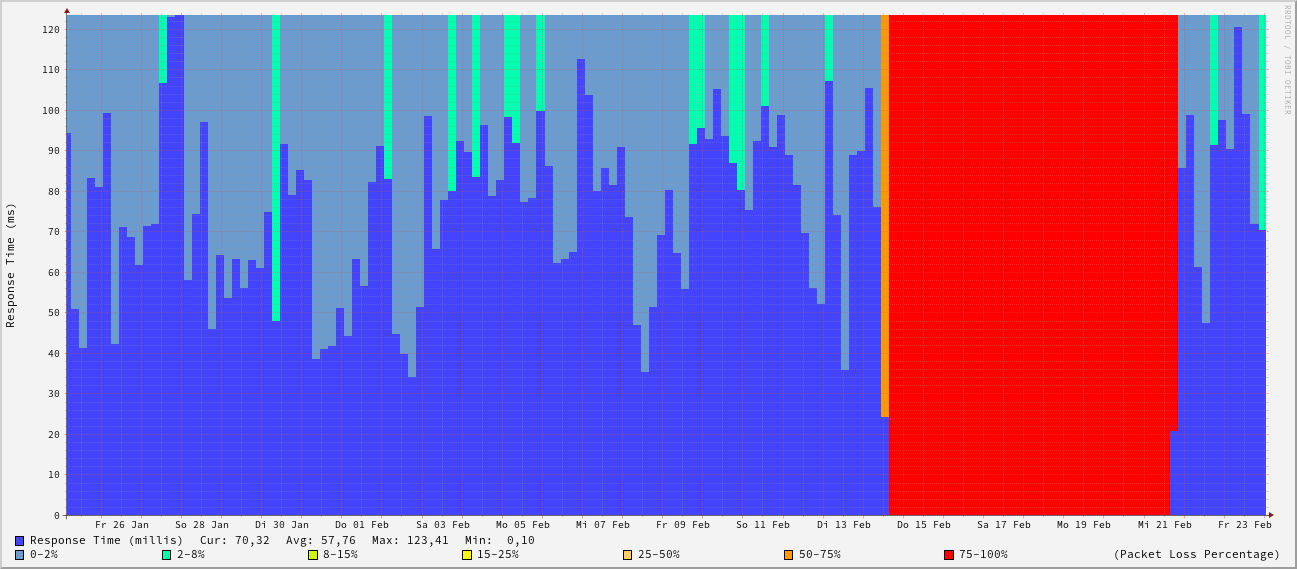 RRDTOOL / TOBI OETIKER
Response Time (ms)
120
110
100
90
80
70
60
50
40
30
20
10
0
Fr 26 Jan So 28 Jan Di 30 Jan Do 01 Feb Sa 03 Feb Mo 05 Feb Mi 07 Feb Fr 09 Feb So 11 Feb Di 13 Feb Do 15 Feb Sa 17 Feb Mo 19 Feb Mi 21 Feb Fr 23 Feb
Response Time (millis) Cur: 70,32 Avg: 57,76 Max: 123,41 Min: 0,10
0-2% 2-8% 8-15% 15-25% 25-50% 50-75% 75-100% (Packet Loss Percentage)